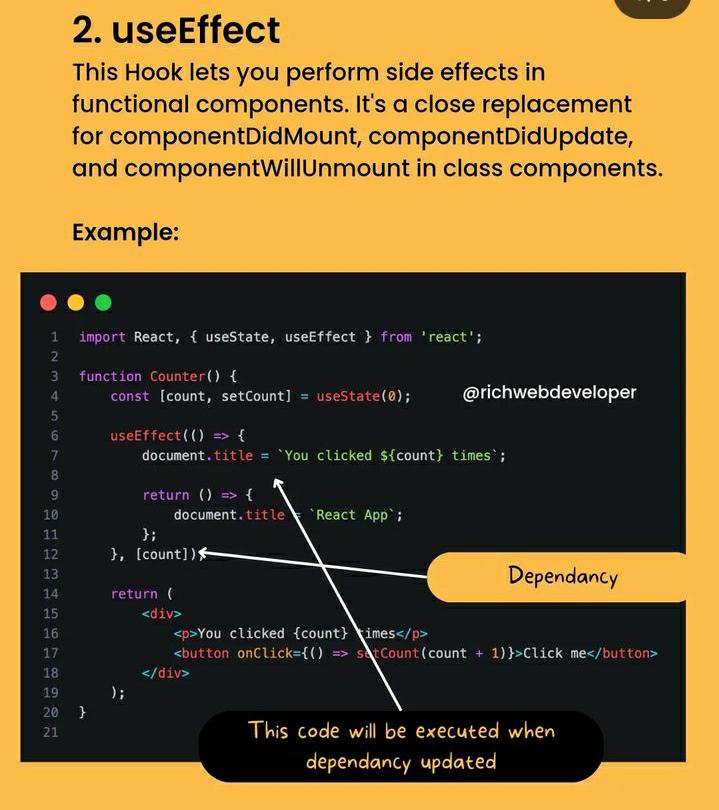 2. useEffect
This Hook lets you perform side effects in
functional components. It's a close replacement
for componentDidMount, componentDidUpdate,
and componentWillUnmount in class components.
Example:
1 import React, { useState, useEffect } from 'react';
2
3 function Counter() {
4 const [count, setCount] = useState(0);
@richwebdeveloper
5
6 useEffect(() => {
7 document.title = `You clicked ${count} times`;
8
9 return () => {
10 document.title = `React App`;
11 };
12 }, [count]);
Dependancy
13
14 return (
15 <div>
16 <p>You clicked {count} times</p>
17 <button onClick={() => setCount(count + 1)}>Click me</button>
18 </div>
19 );
20 }
21
This code will be executed when
dependancy updated